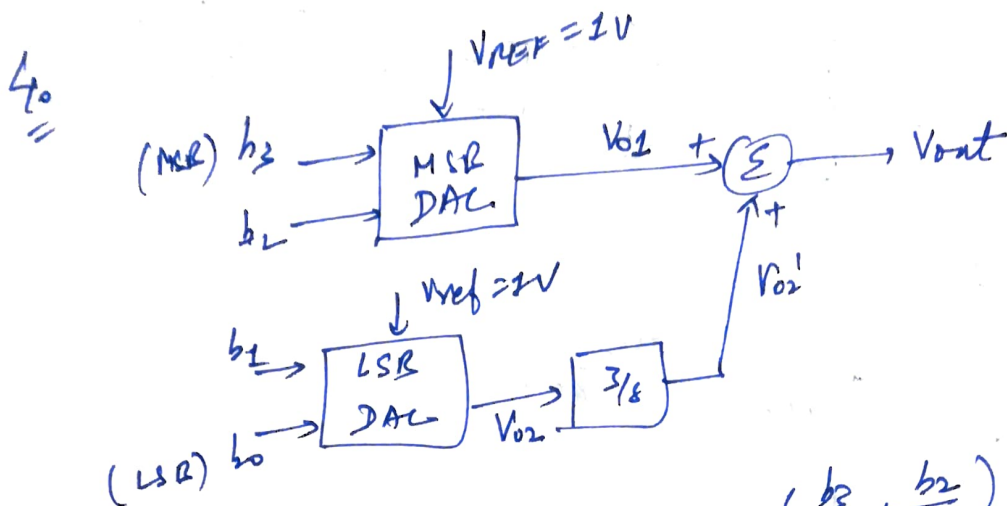 4.
VREF = 1V
(MSB) b3
MSB
DAC
Vo1 +
Σ
Vout
b2
+
Vo2'
Vref = 1V
b1
LSB
DAC
Vo2
3/8
(LSB) b0
( b3 , b2 )